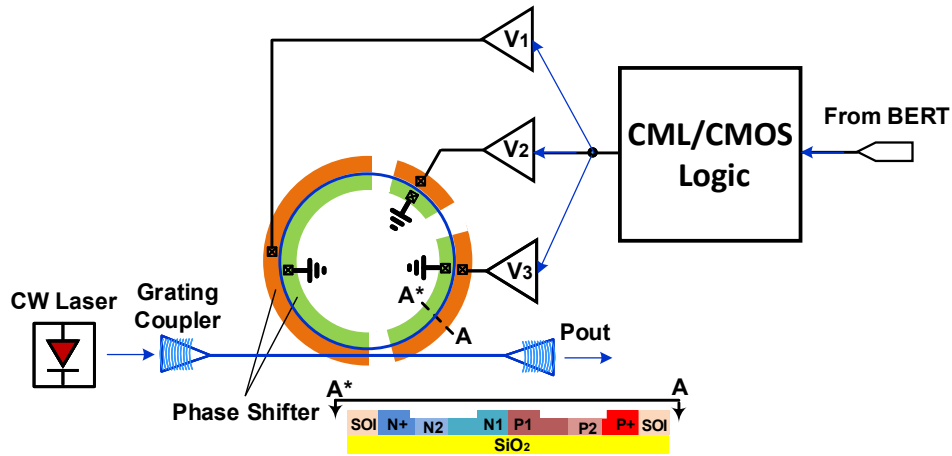 V1
From BERT
CML/CMOS
Logic
V2
V3
A*
A
CW Laser
Grating
Coupler
Pout
Phase Shifter
A*
A
SOI N+ N2 N1 P1 P2 P+ SOI
SiO2